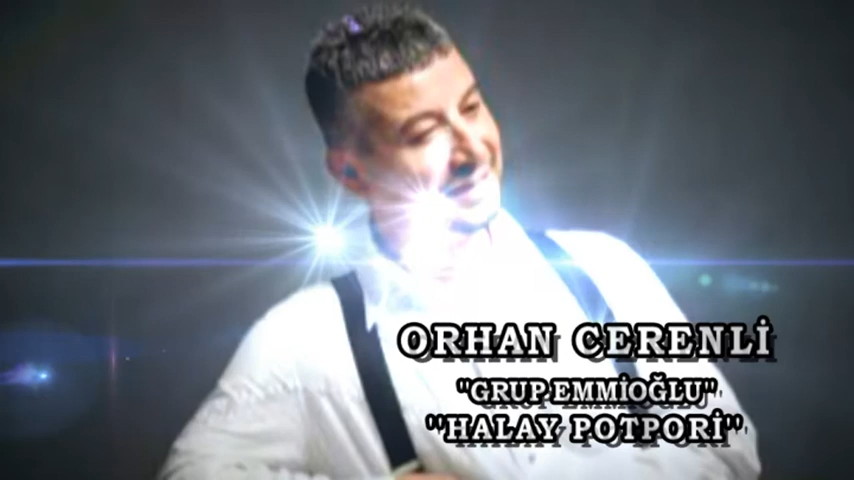 ORHAN CERENLİ
"GRUP EMMİOĞLU"
"HALAY POTPORİ"